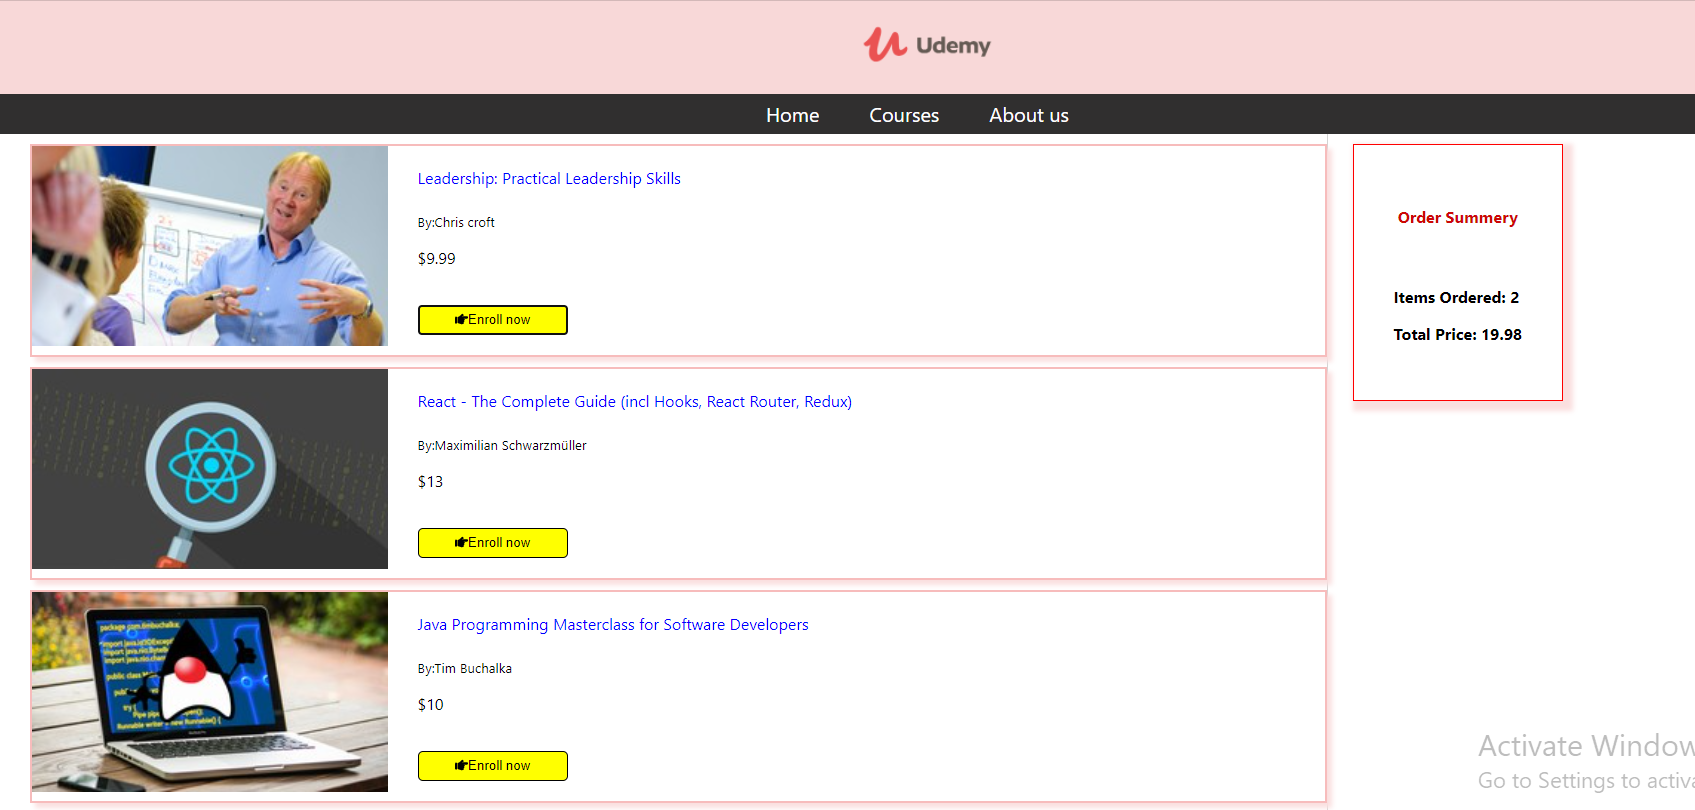 Udemy
Home Courses About us
Leadership: Practical Leadership Skills
By:Chris croft
$9.99
Enroll now
React - The Complete Guide (incl Hooks, React Router, Redux)
By:Maximilian Schwarzmüller
$13
Enroll now
Java Programming Masterclass for Software Developers
By:Tim Buchalka
$10
Enroll now
Order Summery
Items Ordered: 2
Total Price: 19.98
Activate Window
Go to Settings to activa